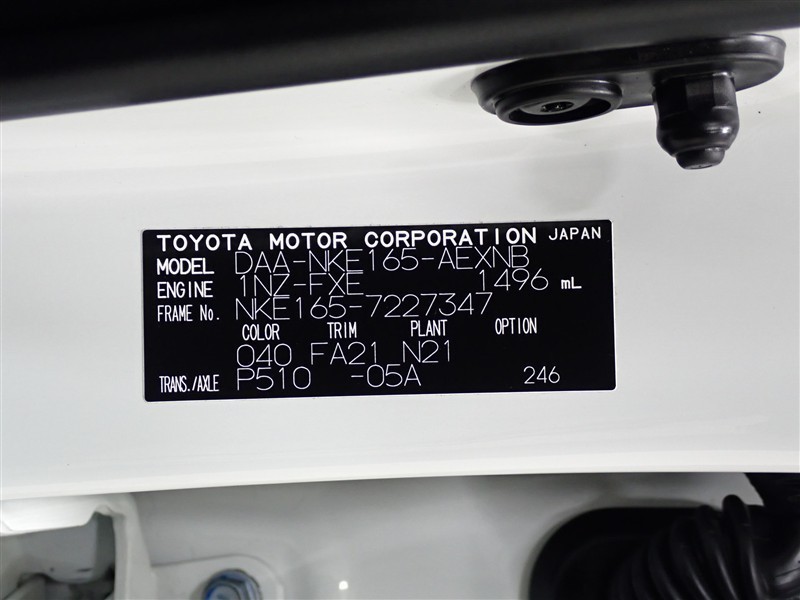 TOYOTA MOTOR CORPORATION JAPAN
MODEL DAA-NKE165-AEXNB
ENGINE 1NZ-FXE 1496 mL
FRAME No. NKE165-7227347
COLOR TRIM PLANT OPTION
040 FA21 N21
TRANS./AXLE P510 -05A 246